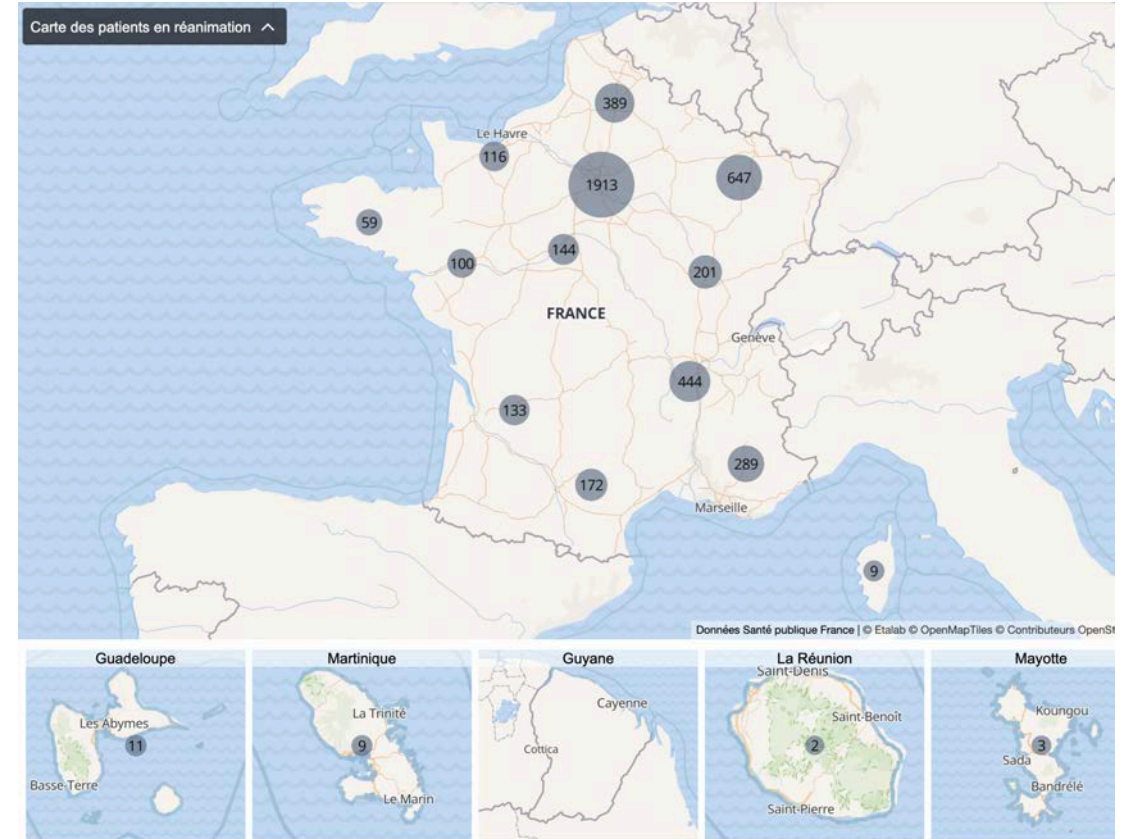 Carte des patients en réanimation
389
Le Havre
116
1913
647
59
144
100
201
FRANCE
Genève
444
133
289
172
Marseille
9
Données Santé publique France | © Etalab © OpenMapTiles © Contributeurs OpenSt
Guadeloupe
Les Abymes
11
Basse-Terre
Martinique
La Trinité
9
Le Marin
Guyane
Cayenne
Cottica
La Réunion
Saint-Denis
Saint-Benoît
2
Saint-Pierre
Mayotte
Koungou
3
Sada
Bandrélé